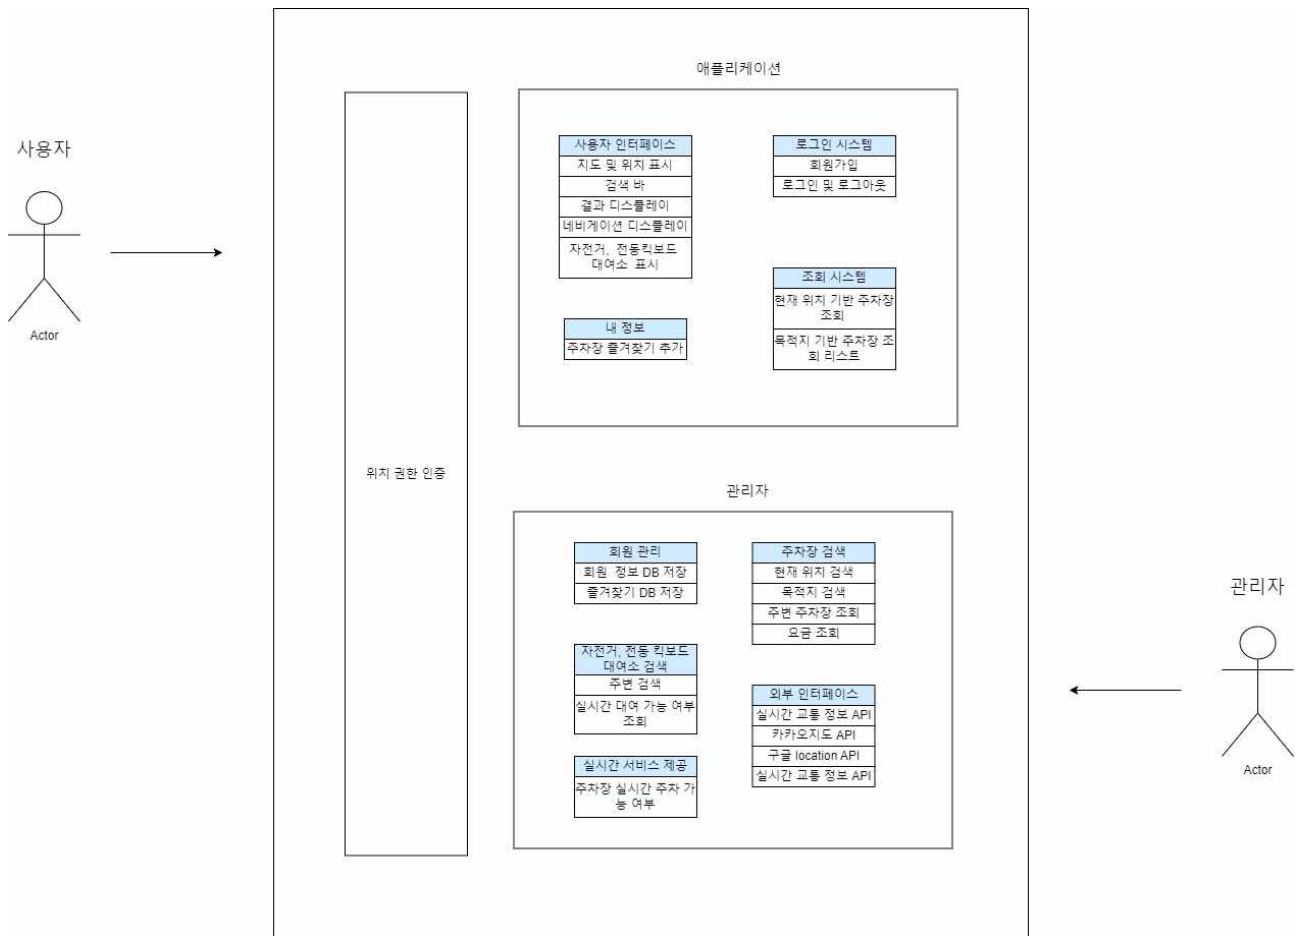 애플리케이션
사용자
Actor
위치 권한 인증
사용자 인터페이스
지도 및 위치 표시
검색 바
결과 디스플레이
네비게이션 디스플레이
자전거, 전동킥보드
대여소 표시
내 정보
주차장 즐겨찾기 추가
로그인 시스템
회원가입
로그인 및 로그아웃
조회 시스템
현재 위치 기반 주차장
조회
목적지 기반 주차장 조
회 리스트
관리자
회원 관리
회원 정보 DB 저장
즐겨찾기 DB 저장
자전거, 전동 킥보드
대여소 검색
주변 검색
실시간 대여 가능 여부
조회
실시간 서비스 제공
주차장 실시간 주차 가
능 여부
주차장 검색
현재 위치 검색
목적지 검색
주변 주차장 조회
요금 조회
외부 인터페이스
실시간 교통 정보 API
카카오지도 API
구글 location API
실시간 교통 정보 API
관리자
Actor